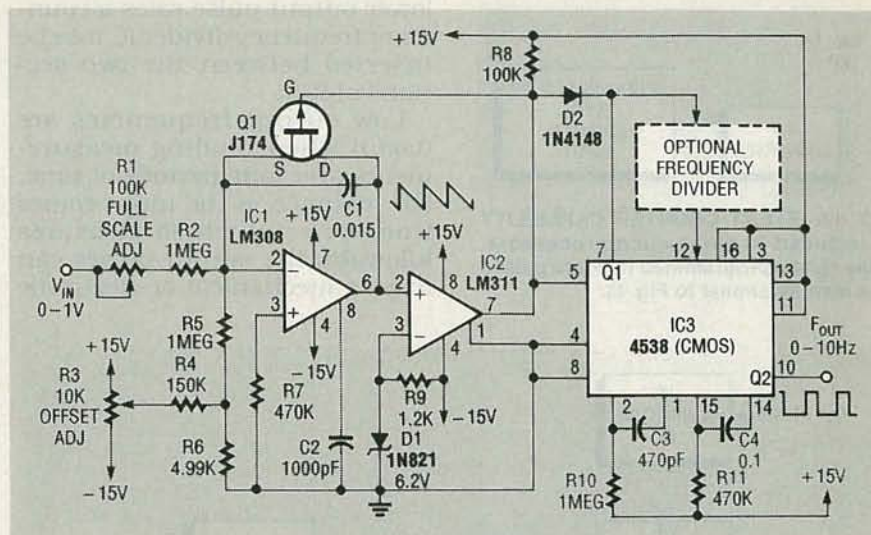 +15V
R8
100K
G
Q1
J174
S
D
D2
1N4148
OPTIONAL
FREQUENCY
DIVIDER
R1
100K
FULL
SCALE
ADJ
R2
1MEG
IC1
LM308
+15V
C1
0.015
+15V
IC2
LM311
VIN
0–1V
2
3
7
6
8
4
−15V
2
3
8
7
1
4
−15V
7
12
16
3
5
Q1
13
11
IC3
4538 (CMOS)
4
8
Q2
10
FOUT
0–10Hz
2
1
15
14
R5
1MEG
+15V
R4
150K
R3
10K
OFFSET
ADJ
−15V
R7
470K
R6
4.99K
C2
1000pF
R9
1.2K
D1
1N821
6.2V
C3
470pF
C4
0.1
R10
1MEG
R11
470K
+15V